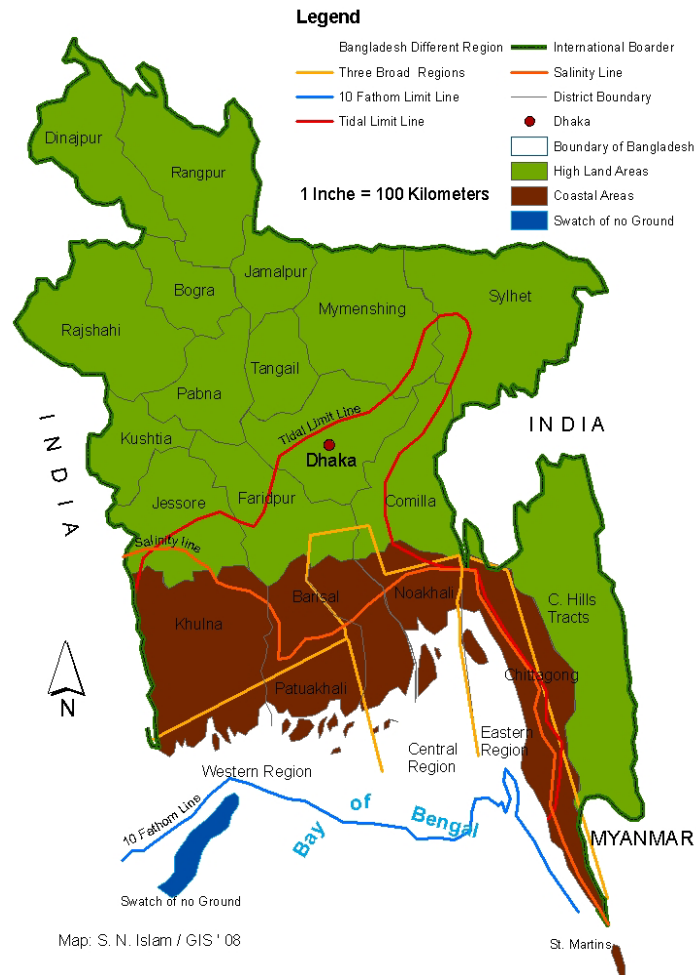 Legend
Bangladesh Different Region
Three Broad Regions
10 Fathom Limit Line
Tidal Limit Line
International Boarder
Salinity Line
District Boundary
Dhaka
Boundary of Bangladesh
High Land Areas
Coastal Areas
Swatch of no Ground
1 Inche = 100 Kilometers
Dinajpur
Rangpur
Jamalpur
Bogra
Mymenshing
Sylhet
Rajshahi
Tangail
Pabna
INDIA
INDIA
Kushtia
Tidal Limit Line
Dhaka
Jessore
Faridpur
Comilla
Salinity line
Khulna
Barisal
Noakhali
C. Hills
Tracts
Chittagong
Patuakhali
N
Eastern
Region
Central
Region
Western Region
10 Fathom Line
Bay of Bengal
MYANMAR
Swatch of no Ground
Map: S. N. Islam / GIS ' 08
St. Martins